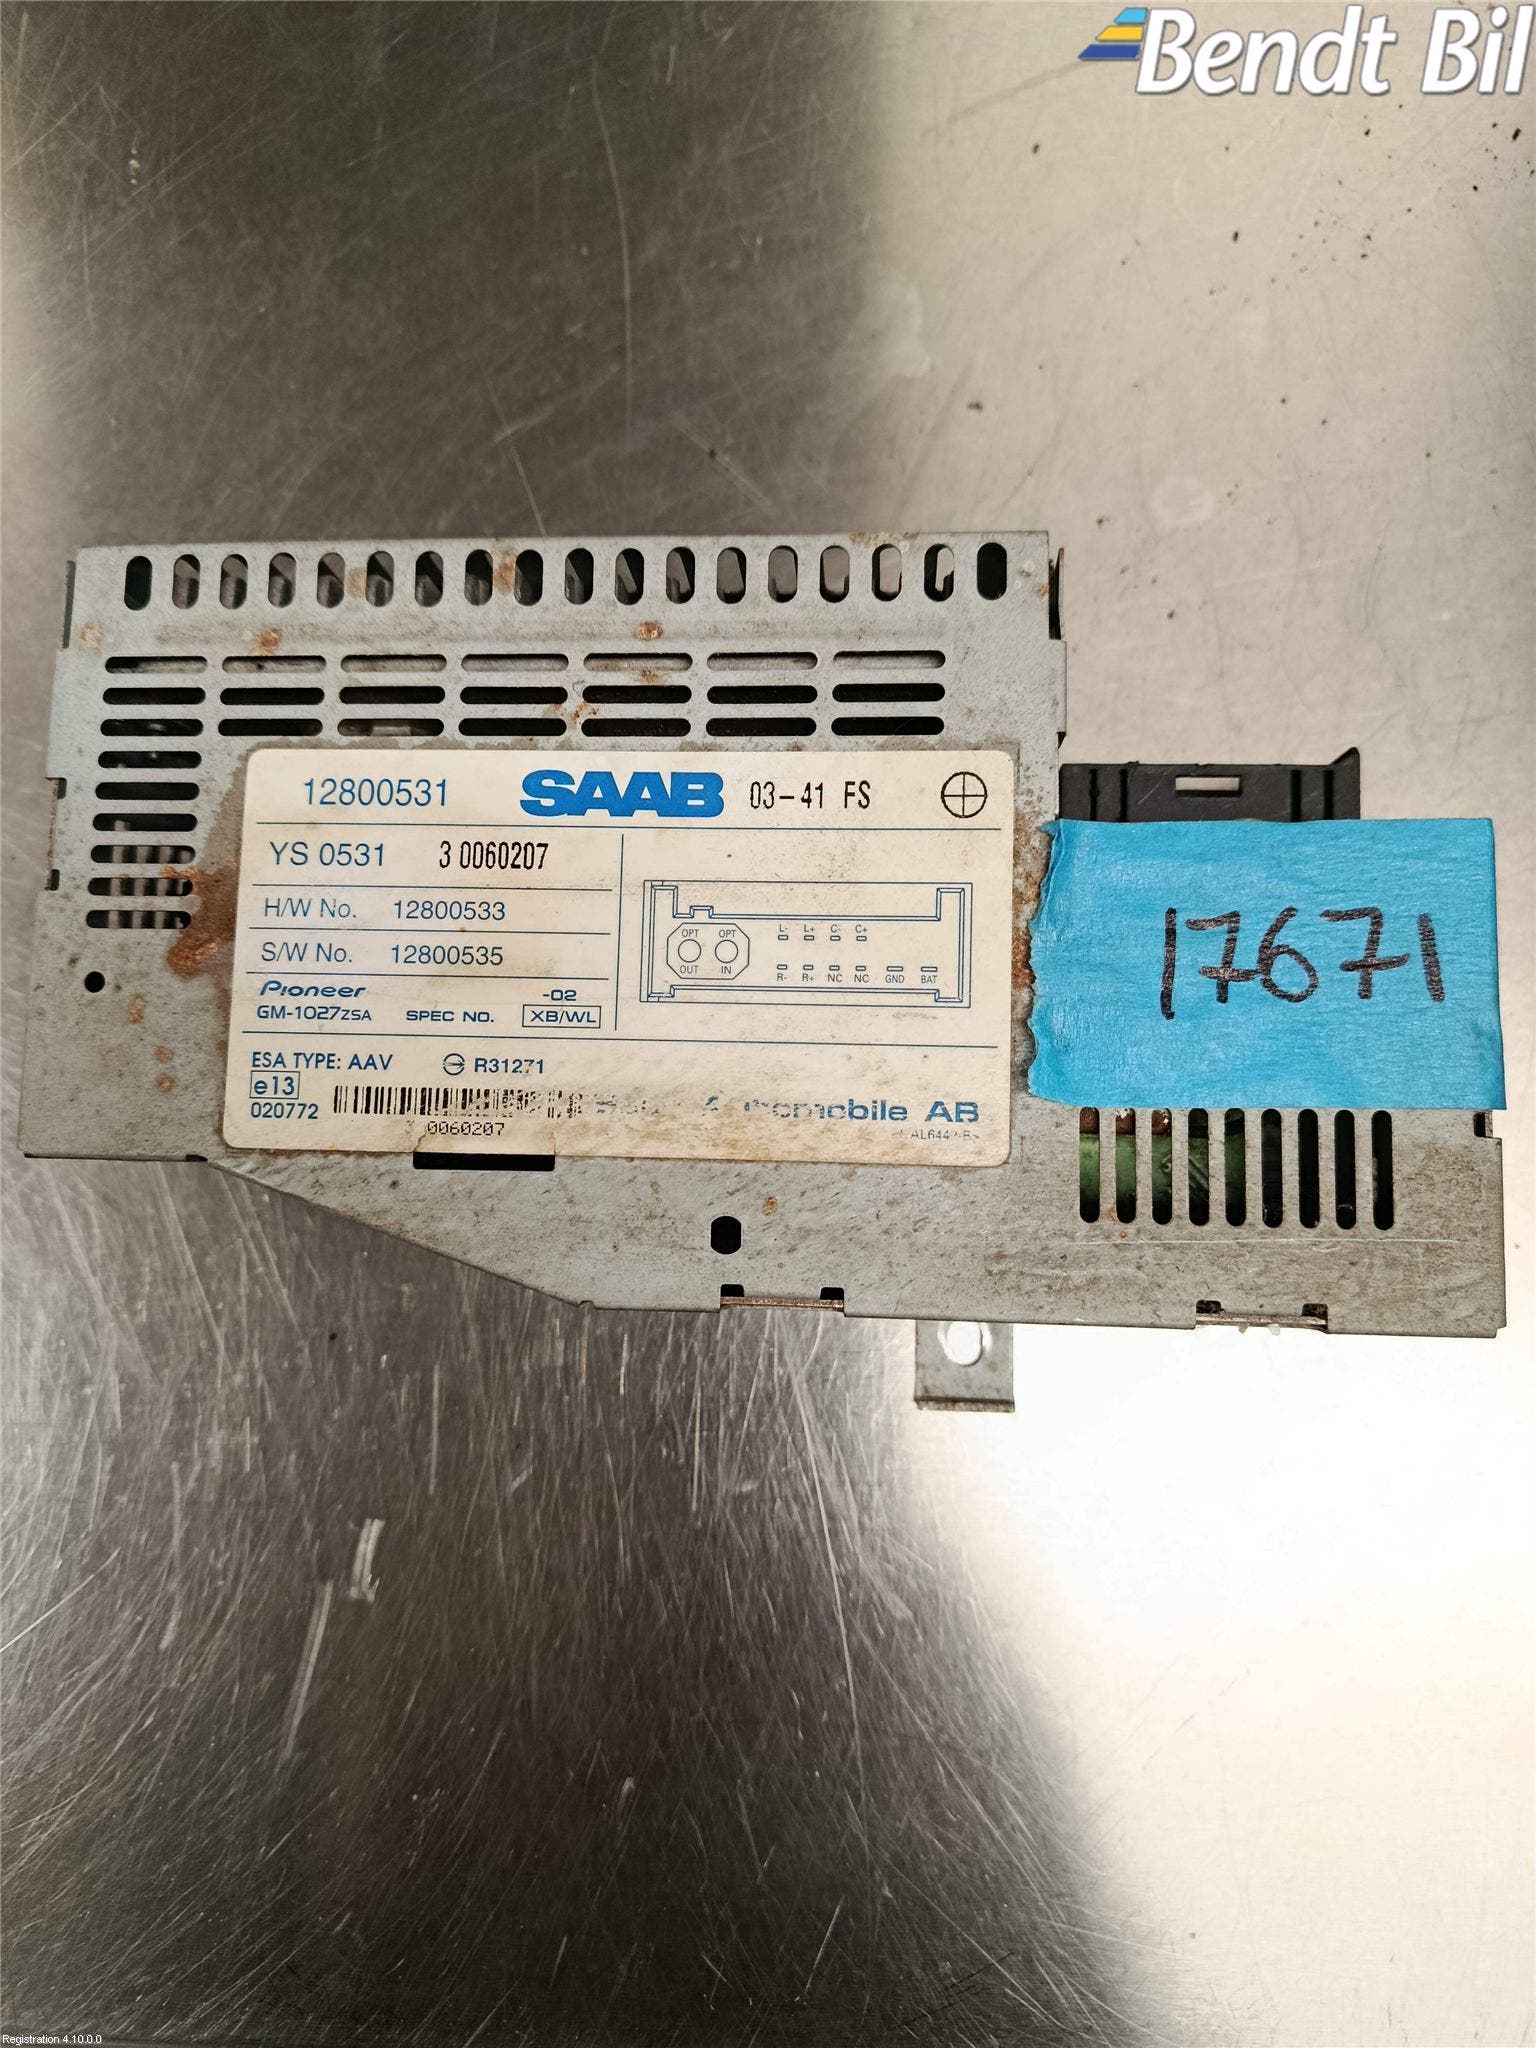 Bendt Bil
12800531 SAAB 03-41 FS
YS 0531 3 0060207
H/W No. 12800533
S/W No. 12800535
Pioneer -02
GM-1027ZSA SPEC NO. XB/WL
OPT OPT L- L+ C- C+
OUT IN R- R+ NC NC GND BAT
17671
ESA TYPE: AAV R31271
e13
020772
0060207
AB
Registration 4.10.0.0